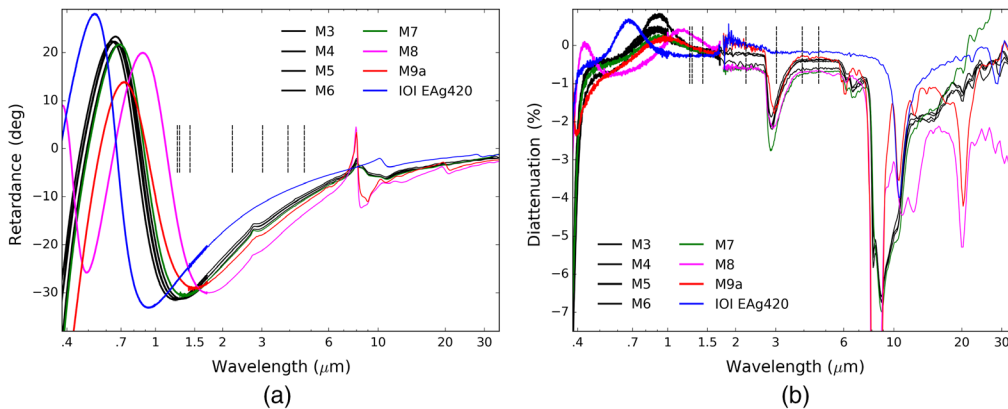 Retardance (deg)
20
10
0
−10
−20
−30
M3
M4
M5
M6
M7
M8
M9a
IOI EAg420
.4 .7 1 1.5 3 6 10 20 30
Wavelength (μm)
(a)
Diattenuation (%)
0
−1
−2
−3
−4
−5
−6
−7
M3
M4
M5
M6
M7
M8
M9a
IOI EAg420
.4 .7 1 1.5 2 3 6 10 20 30
Wavelength (μm)
(b)